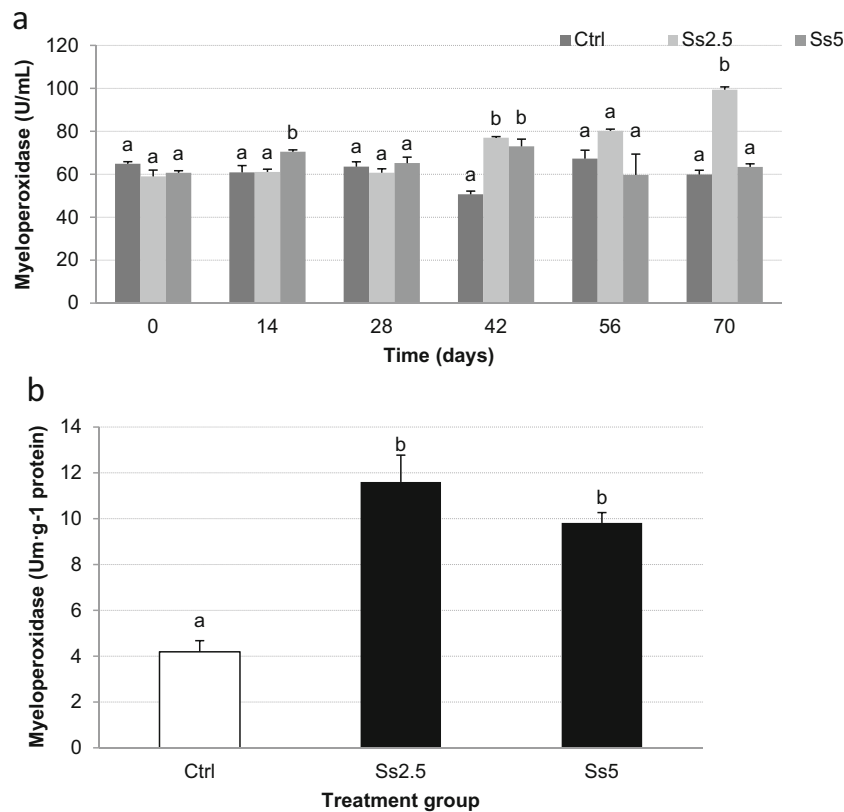 a
Ctrl Ss2.5 Ss5
120
100
80
60
40
20
0
Myeloperoxidase (U/mL)
a a a
a a b
a a a
a b b
a a a
a b a
0 14 28 42 56 70
Time (days)
b
14
12
10
8
6
4
2
0
Myeloperoxidase (Um·g-1 protein)
a b b
Ctrl Ss2.5 Ss5
Treatment group